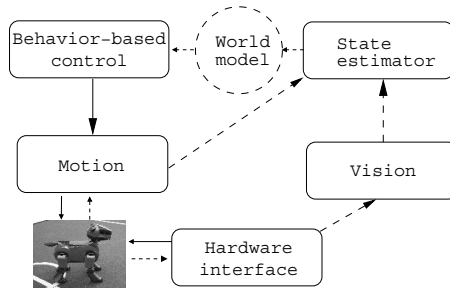 Behavior-based
control
World
model
State
estimator
Motion
Vision
Hardware
interface